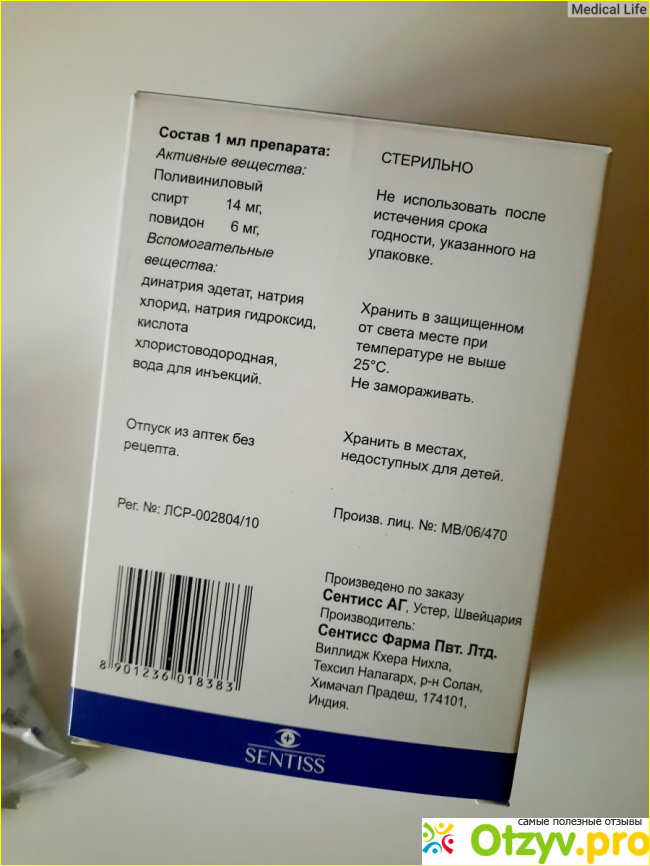 Medical Life
Состав 1 мл препарата:
Активные вещества:
Поливиниловый
спирт 14 мг,
повидон 6 мг,
Вспомогательные
вещества:
динатрия эдетат, натрия
хлорид, натрия гидроксид,
кислота
хлористоводородная,
вода для инъекций.
Отпуск из аптек без
рецепта.
Рег. №: ЛСР-002804/10
8 901236 018383
СТЕРИЛЬНО
Не использовать после
истечения срока
годности, указанного на
упаковке.
Хранить в защищенном
от света месте при
температуре не выше
25°C.
Не замораживать.
Хранить в местах,
недоступных для детей.
Произв. лиц. №: МВ/06/470
Произведено по заказу
Сентисс АГ, Устер, Швейцария
Производитель:
Сентисс Фарма Пвт. Лтд.
Виллидж Кхера Нихла,
Техсил Налагарх, р-н Солан,
Химачал Прадеш, 174101,
Индия.
SENTISS
самые полезные отзывы
Otzyv.pro